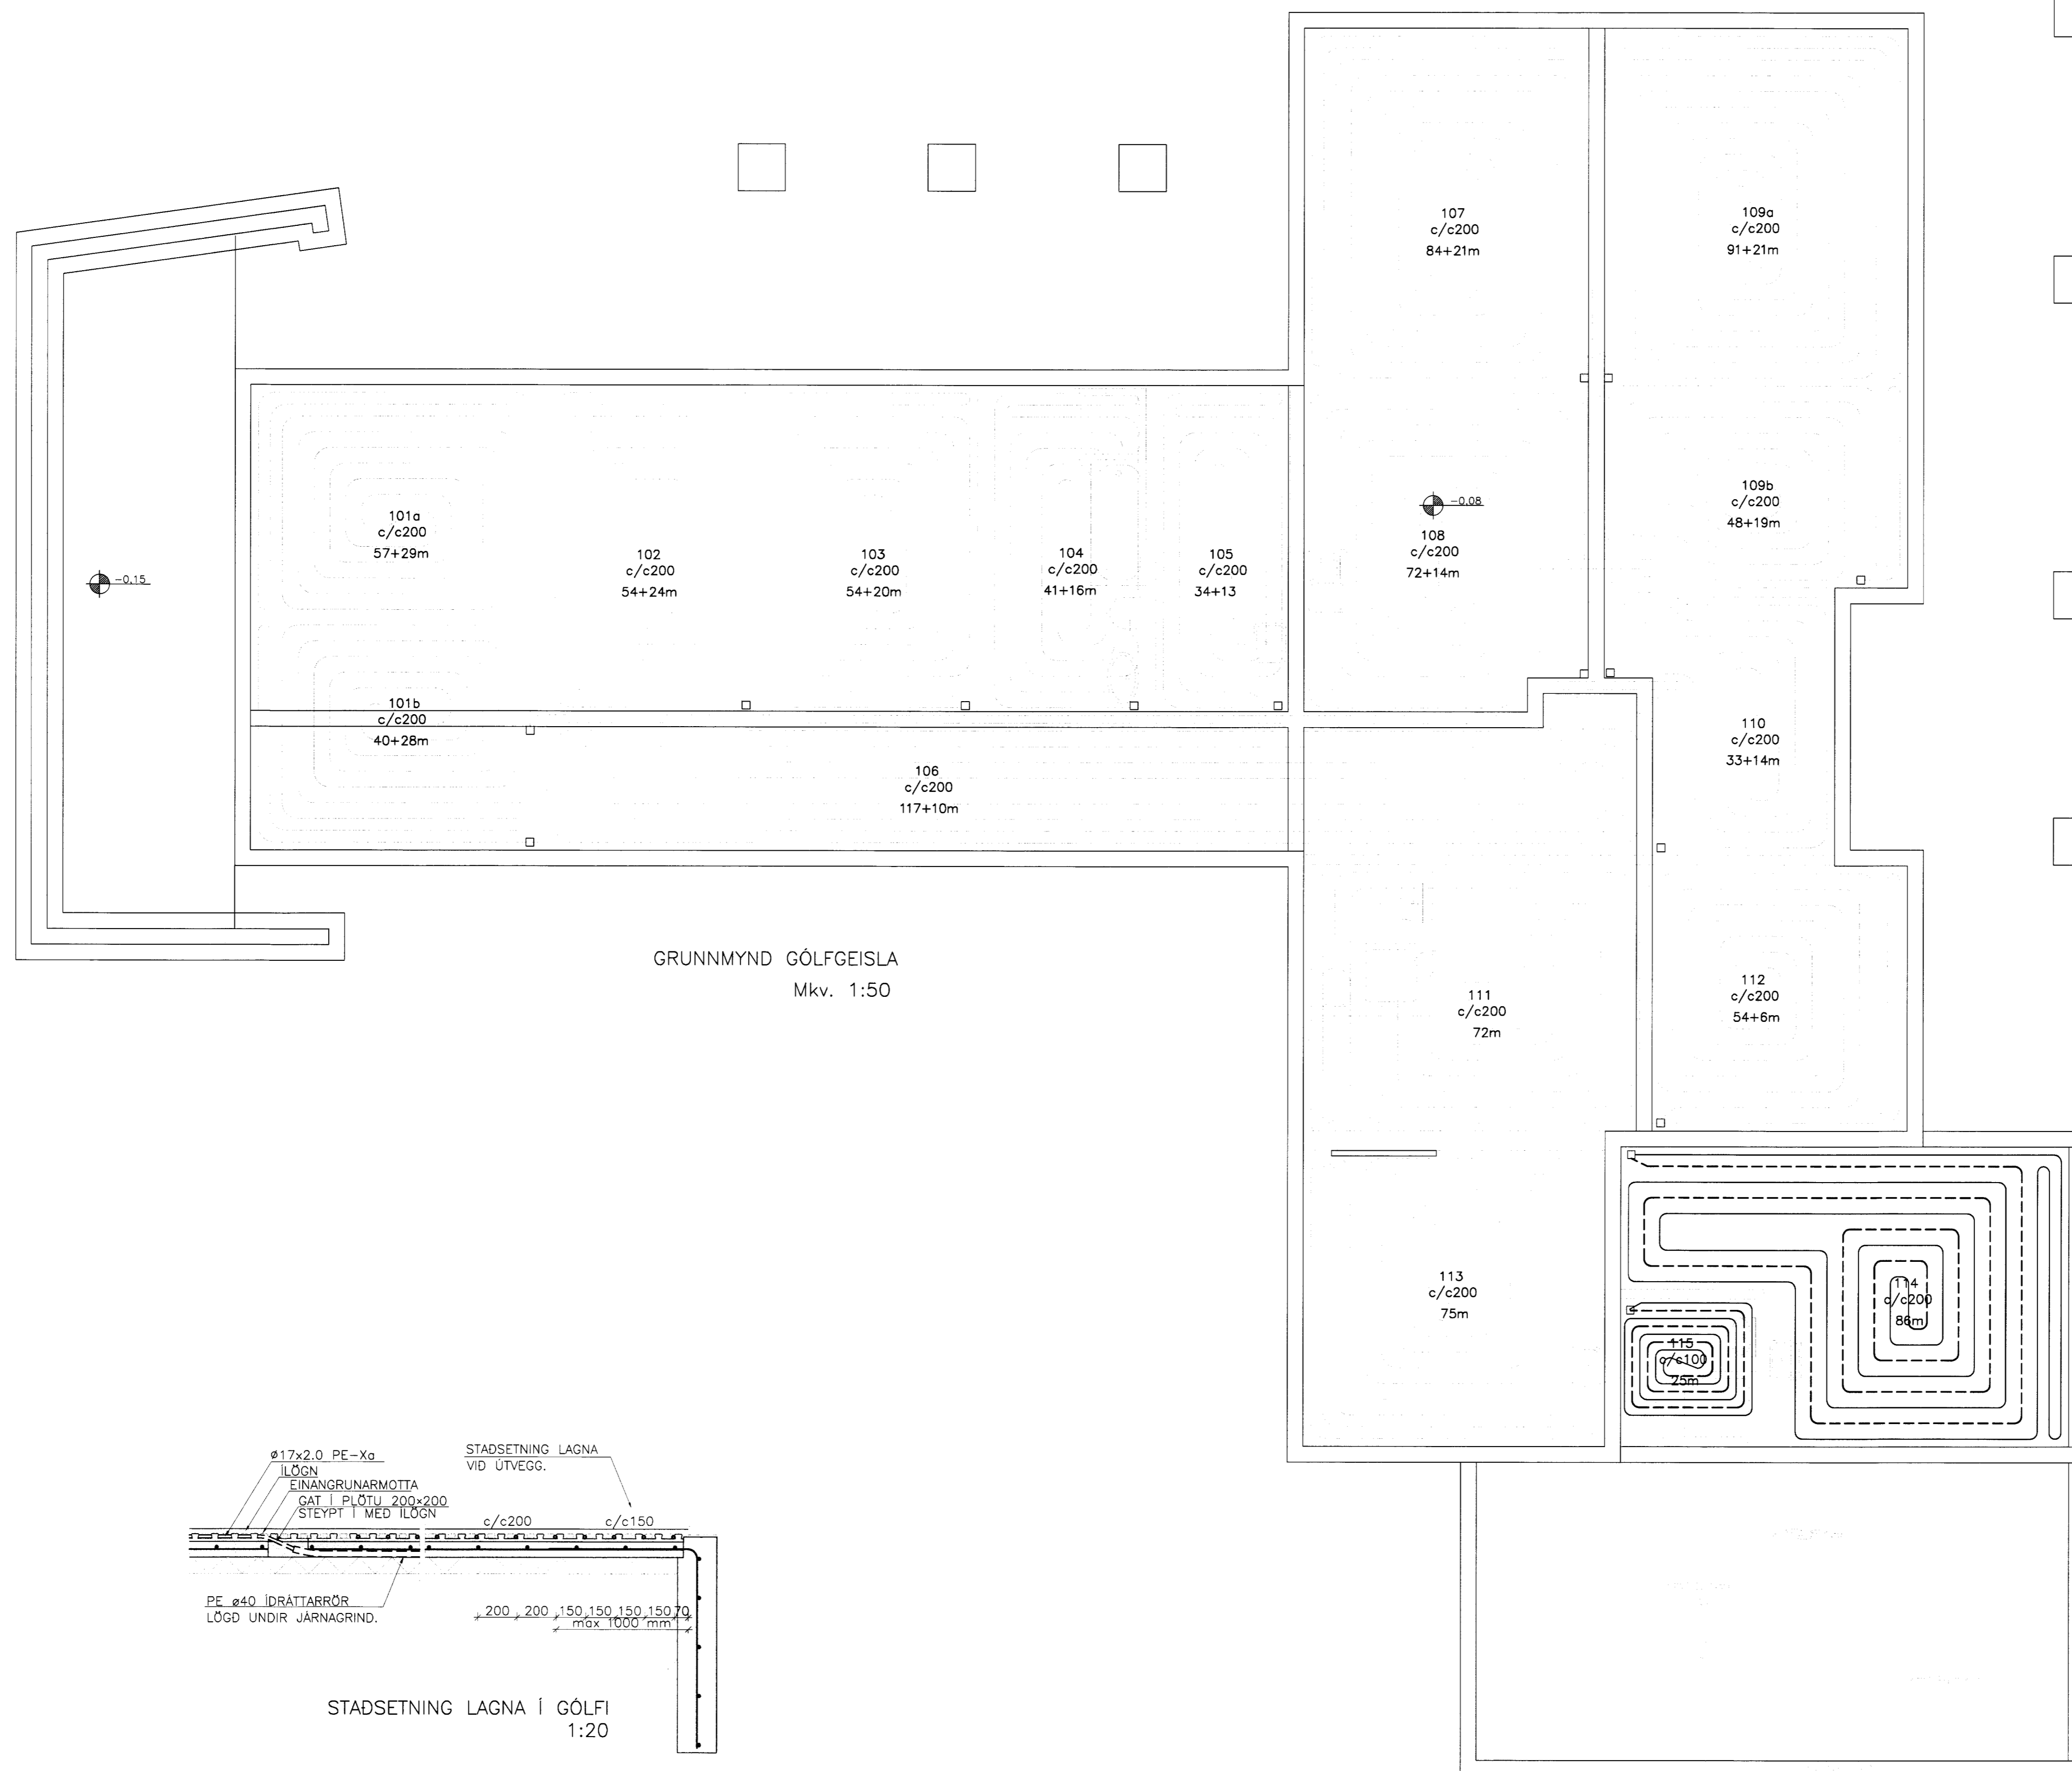 107
c/c200
84+21m
109a
c/c200
91+21m
101a
c/c200
57+29m
102
c/c200
54+24m
103
c/c200
54+20m
104
c/c200
41+16m
105
c/c200
34+13
-0.08
108
c/c200
72+14m
109b
c/c200
48+19m
-0.15
101b
c/c200
40+28m
106
c/c200
117+10m
110
c/c200
33+14m
GRUNNMYND GÓLFGEISLA
Mkv. 1:50
111
c/c200
72m
112
c/c200
54+6m
113
c/c200
75m
114
c/c200
86m
115
c/c100
25m
ø17x2.0 PE-Xa
ÍLÖGN
EINANGRUNARMOTTA
GAT Í PLÖTU 200×200
STEYPT Í MEÐ ÍLÖGN
STAÐSETNING LAGNA
VIÐ ÚTVEGG.
c/c200
c/c150
PE ø40 ÍDRÁTTARRÖR
LÖGÐ UNDIR JÁRNAGRIND.
200 200 150 150 150 150 70
max 1000 mm
STAÐSETNING LAGNA Í GÓLFI
1:20